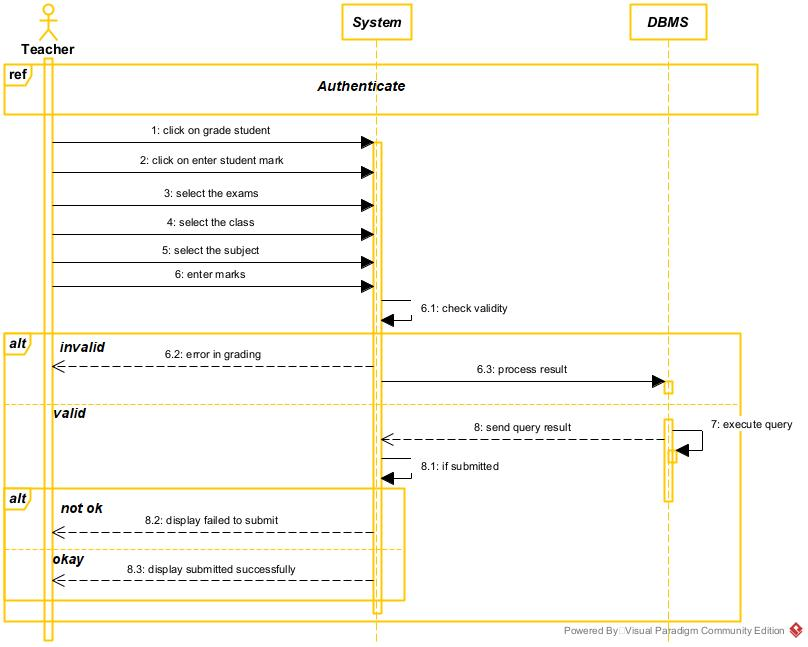 Teacher
System
DBMS
ref
Authenticate
1: click on grade student
2: click on enter student mark
3: select the exams
4: select the class
5: select the subject
6: enter marks
6.1: check validity
alt
invalid
6.2: error in grading
6.3: process result
valid
7: execute query
8: send query result
8.1: if submitted
alt
not ok
8.2: display failed to submit
okay
8.3: display submitted successfully
Powered By Visual Paradigm Community Edition